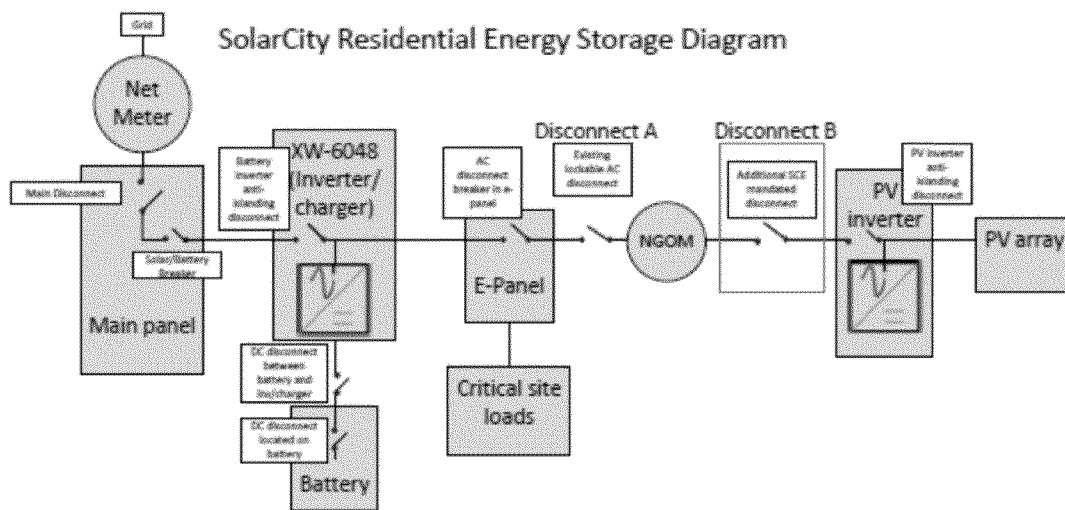 Grid
SolarCity Residential Energy Storage Diagram
Net
Meter
Main Disconnect
Battery
inverter
anti-
islanding
disconnect
XW-6048
(Inverter/
charger)
Solar/Battery
Breaker
Main panel
AC
disconnect
breaker in e-
panel
E-Panel
Disconnect A
Existing
lockable AC
disconnect
NGOM
Disconnect B
Additional SCE
mandated
disconnect
PV inverter
anti-
islanding
disconnect
PV
inverter
PV array
DC disconnect
between
battery and
Inv/charger
DC disconnect
located on
battery
Battery
Critical site
loads